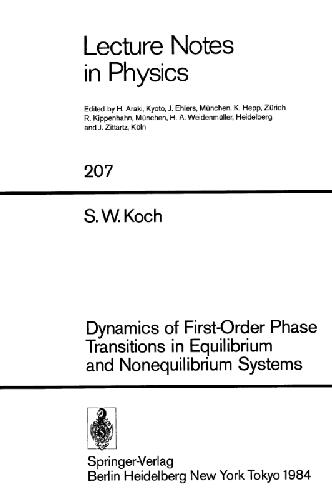 Lecture Notes
in Physics
Edited by H. Araki, Kyoto, J. Ehlers, München, K. Hepp, Zürich
R. Kippenhahn, München, H. A. Weidenmüller, Heidelberg
and J. Zittartz, Köln
207
S. W. Koch
Dynamics of First-Order Phase
Transitions in Equilibrium
and Nonequilibrium Systems
Springer-Verlag
Berlin Heidelberg New York Tokyo 1984